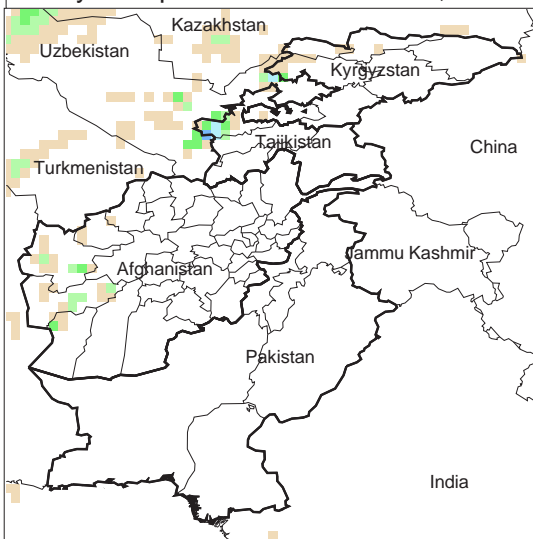 Kazakhstan
Uzbekistan
Kyrgyzstan
Tajikistan
China
Turkmenistan
Jammu Kashmir
Afghanistan
Pakistan
India